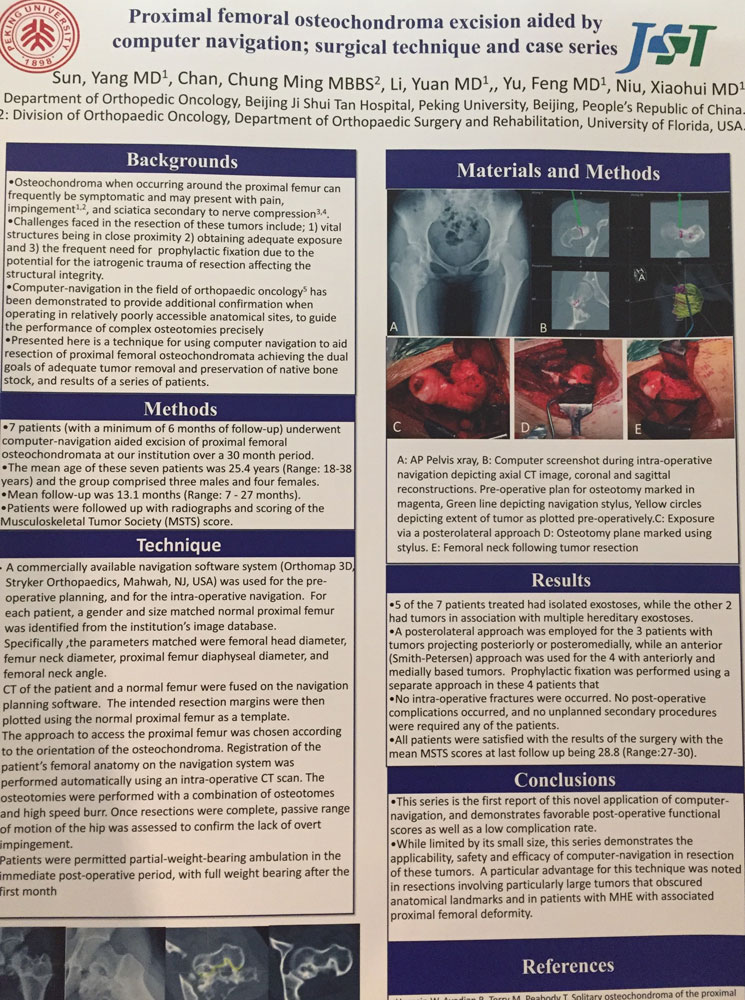 PEKING UNIVERSITY
1898
Proximal femoral osteochondroma excision aided by
computer navigation; surgical technique and case series
JST
Sun, Yang MD1, Chan, Chung Ming MBBS2, Li, Yuan MD1,, Yu, Feng MD1, Niu, Xiaohui MD1
Department of Orthopedic Oncology, Beijing Ji Shui Tan Hospital, Peking University, Beijing, People's Republic of China.
2: Division of Orthopaedic Oncology, Department of Orthopaedic Surgery and Rehabilitation, University of Florida, USA.
Backgrounds
•Osteochondroma when occurring around the proximal femur can
frequently be symptomatic and may present with pain,
impingement1,2, and sciatica secondary to nerve compression3,4.
•Challenges faced in the resection of these tumors include; 1) vital
structures being in close proximity 2) obtaining adequate exposure
and 3) the frequent need for prophylactic fixation due to the
potential for the iatrogenic trauma of resection affecting the
structural integrity.
•Computer-navigation in the field of orthopaedic oncology5 has
been demonstrated to provide additional confirmation when
operating in relatively poorly accessible anatomical sites, to guide
the performance of complex osteotomies precisely
•Presented here is a technique for using computer navigation to aid
resection of proximal femoral osteochondromata achieving the dual
goals of adequate tumor removal and preservation of native bone
stock, and results of a series of patients.
Methods
•7 patients (with a minimum of 6 months of follow-up) underwent
computer-navigation aided excision of proximal femoral
osteochondromata at our institution over a 30 month period.
•The mean age of these seven patients was 25.4 years (Range: 18-38
years) and the group comprised three males and four females.
•Mean follow-up was 13.1 months (Range: 7 - 27 months).
•Patients were followed up with radiographs and scoring of the
Musculoskeletal Tumor Society (MSTS) score.
Technique
· A commercially available navigation software system (Orthomap 3D,
Stryker Orthopaedics, Mahwah, NJ, USA) was used for the pre-
operative planning, and for the intra-operative navigation. For
each patient, a gender and size matched normal proximal femur
was identified from the institution's image database.
Specifically ,the parameters matched were femoral head diameter,
femur neck diameter, proximal femur diaphyseal diameter, and
femoral neck angle.
CT of the patient and a normal femur were fused on the navigation
planning software. The intended resection margins were then
plotted using the normal proximal femur as a template.
The approach to access the proximal femur was chosen according
to the orientation of the osteochondroma. Registration of the
patient's femoral anatomy on the navigation system was
performed automatically using an intra-operative CT scan. The
osteotomies were performed with a combination of osteotomes
and high speed burr. Once resections were complete, passive range
of motion of the hip was assessed to confirm the lack of overt
impingement.
Patients were permitted partial-weight-bearing ambulation in the
immediate post-operative period, with full weight bearing after the
first month
Materials and Methods
A
B
A
C
D
E
A: AP Pelvis xray, B: Computer screenshot during intra-operative
navigation depicting axial CT image, coronal and sagittal
reconstructions. Pre-operative plan for osteotomy marked in
magenta, Green line depicting navigation stylus, Yellow circles
depicting extent of tumor as plotted pre-operatively.C: Exposure
via a posterolateral approach D: Osteotomy plane marked using
stylus. E: Femoral neck following tumor resection
Results
•5 of the 7 patients treated had isolated exostoses, while the other 2
had tumors in association with multiple hereditary exostoses.
•A posterolateral approach was employed for the 3 patients with
tumors projecting posteriorly or posteromedially, while an anterior
(Smith-Petersen) approach was used for the 4 with anteriorly and
medially based tumors. Prophylactic fixation was performed using a
separate approach in these 4 patients that
•No intra-operative fractures were occurred. No post-operative
complications occurred, and no unplanned secondary procedures
were required any of the patients.
•All patients were satisfied with the results of the surgery with the
mean MSTS scores at last follow up being 28.8 (Range:27-30).
Conclusions
•This series is the first report of this novel application of computer-
navigation, and demonstrates favorable post-operative functional
scores as well as a low complication rate.
•While limited by its small size, this series demonstrates the
applicability, safety and efficacy of computer-navigation in resection
of these tumors. A particular advantage for this technique was noted
in resections involving particularly large tumors that obscured
anatomical landmarks and in patients with MHE with associated
proximal femoral deformity.
References
Terry M, Peabody T. Solitary osteochondroma of the proximal